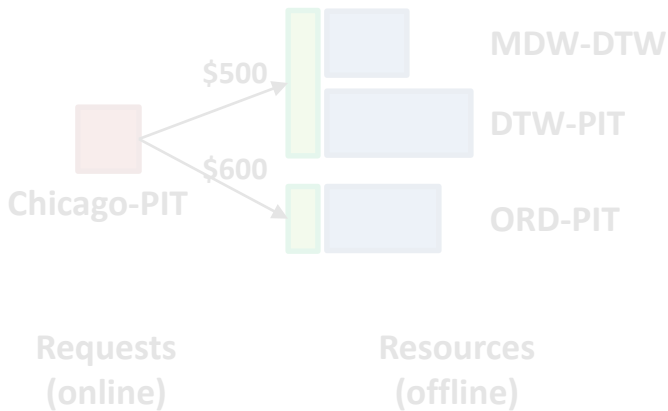 MDW-DTW
$500
DTW-PIT
$600
Chicago-PIT
ORD-PIT
Requests
(online)
Resources
(offline)